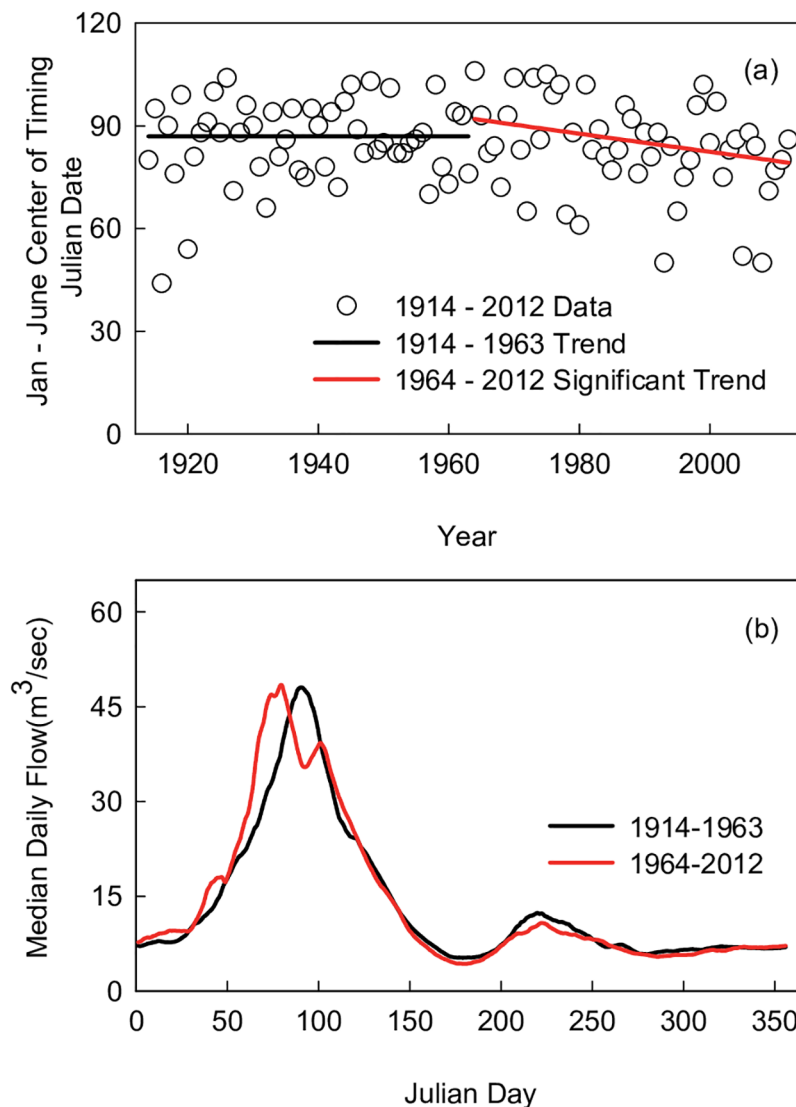 120
90
60
30
0
Jan - June Center of Timing
Julian Date
(a)
1914 - 2012 Data
1914 - 1963 Trend
1964 - 2012 Significant Trend
1920 1940 1960 1980 2000
Year
60
45
30
15
0
Median Daily Flow(m³/sec)
(b)
1914-1963
1964-2012
0 50 100 150 200 250 300 350
Julian Day